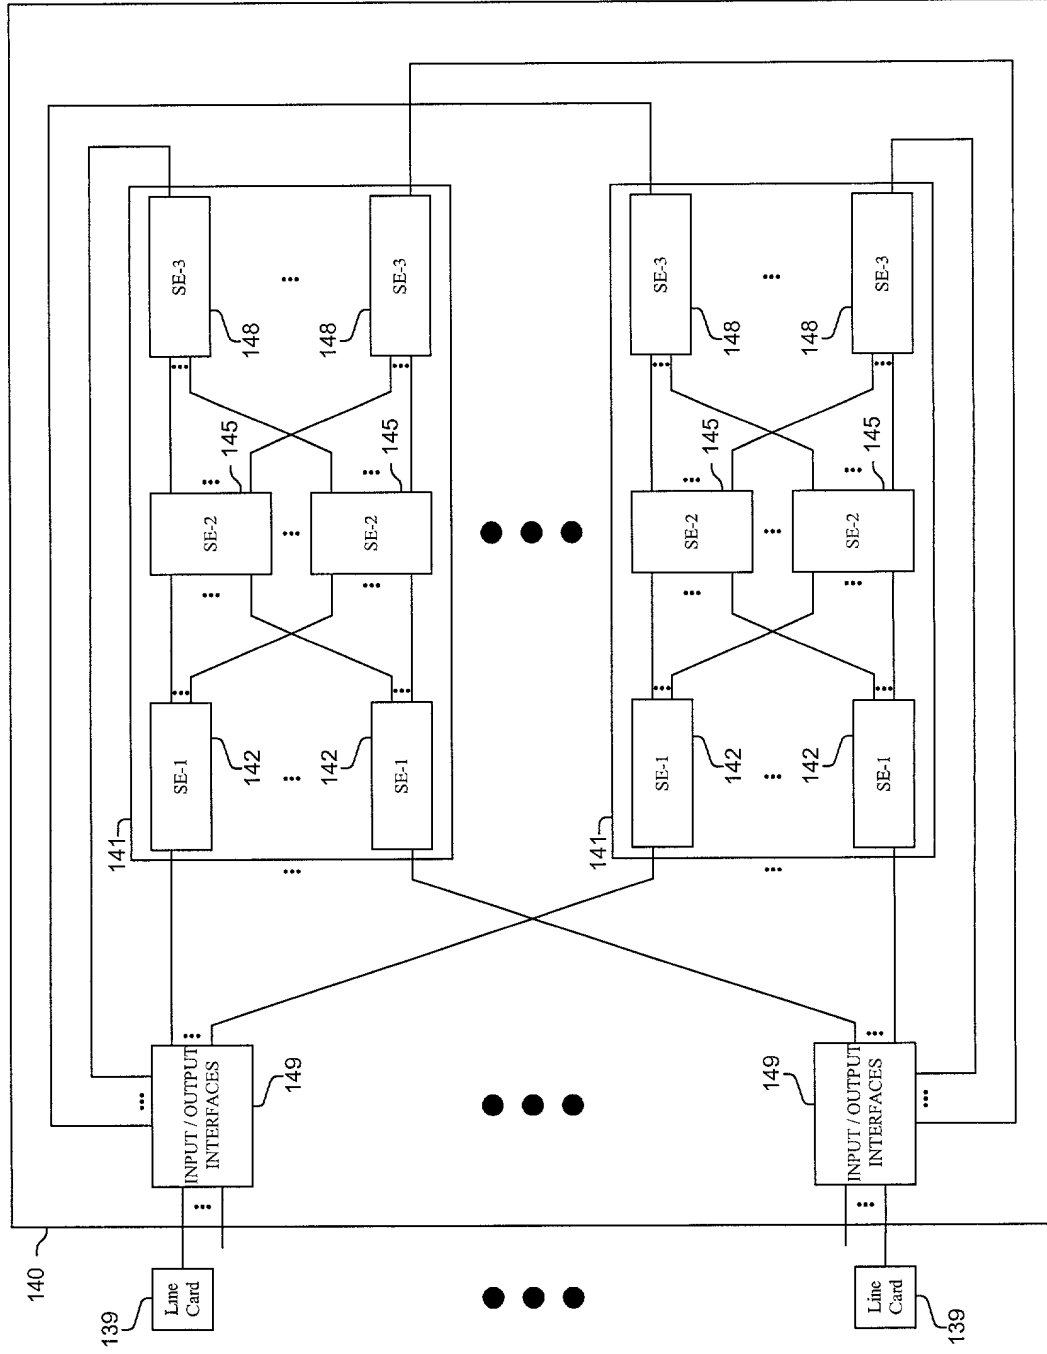 140
139
Line
Card
INPUT / OUTPUT
INTERFACES
149
141
SE-1
142
SE-2
145
SE-3
148
142
SE-1
SE-2
145
148
SE-3
141
SE-1
142
SE-2
145
SE-3
148
142
SE-1
SE-2
145
148
SE-3
149
INPUT / OUTPUT
INTERFACES
Line
Card
139